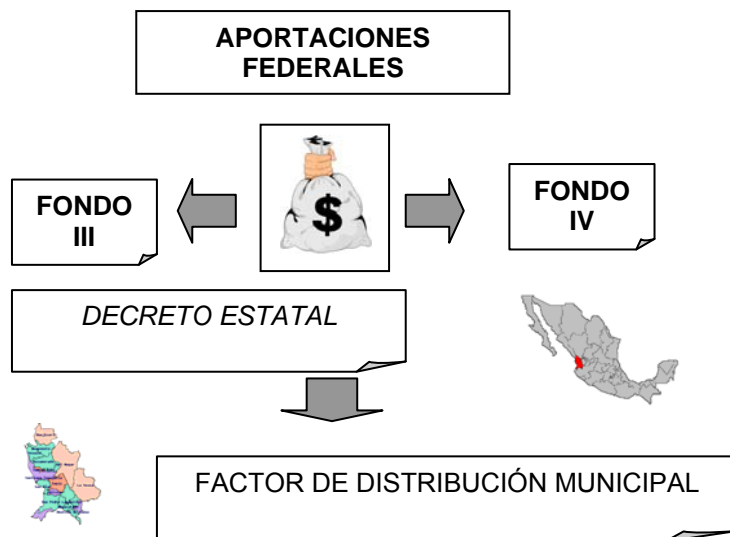 APORTACIONES
FEDERALES
$
FONDO
III
FONDO
IV
DECRETO ESTATAL
FACTOR DE DISTRIBUCIÓN MUNICIPAL